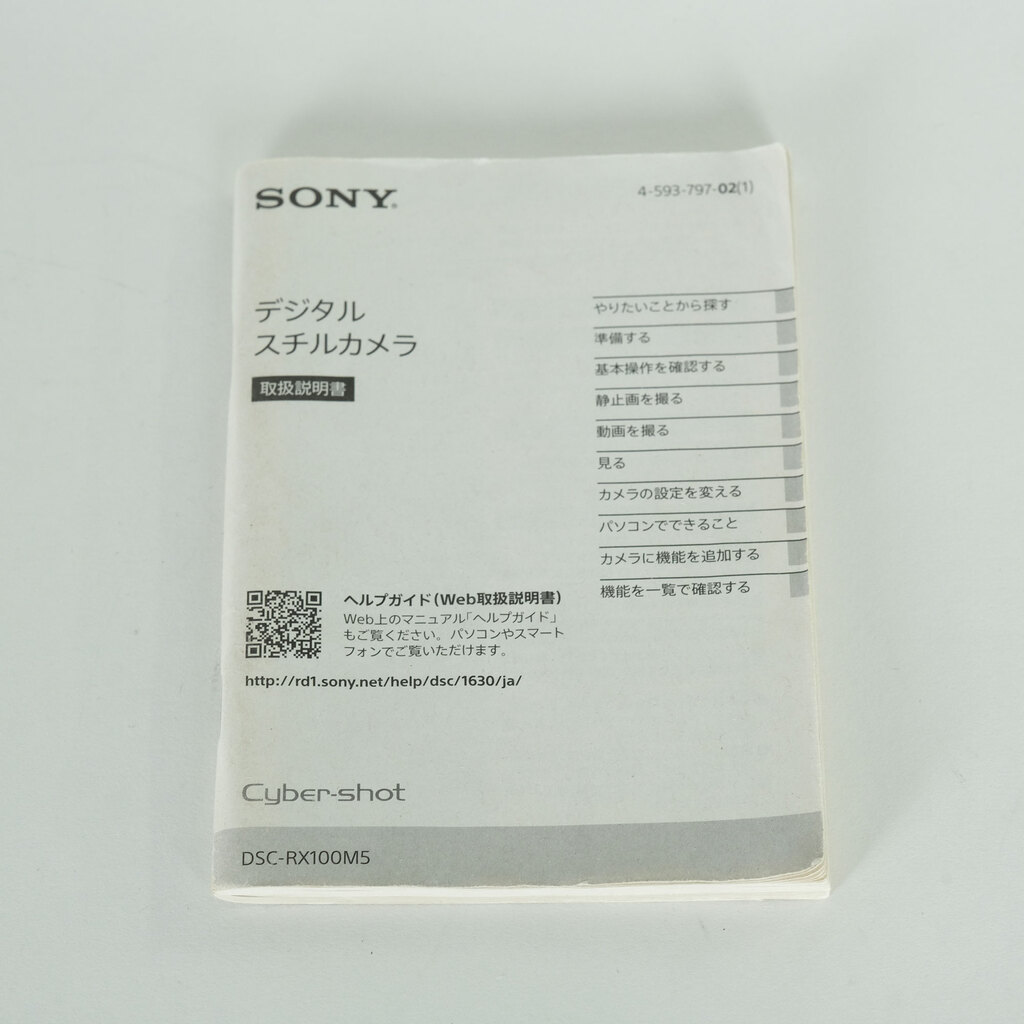 SONY®
4-593-797-02(1)
デジタル
スチルカメラ
取扱説明書
やりたいことから探す
準備する
基本操作を確認する
静止画を撮る
動画を撮る
見る
カメラの設定を変える
パソコンでできること
カメラに機能を追加する
機能を一覧で確認する
ヘルプガイド(Web取扱説明書)
Web上のマニュアル「ヘルプガイド」
もご覧ください。パソコンやスマート
フォンでご覧いただけます。
http://rd1.sony.net/help/dsc/1630/ja/
Cyber-shot
DSC-RX100M5